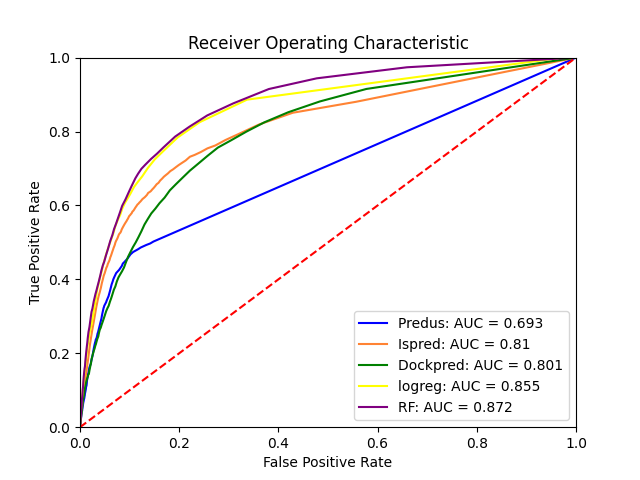 Receiver Operating Characteristic
True Positive Rate
1.0
0.8
0.6
0.4
0.2
0.0
Predus: AUC = 0.693
Ispred: AUC = 0.81
Dockpred: AUC = 0.801
logreg: AUC = 0.855
RF: AUC = 0.872
0.0 0.2 0.4 0.6 0.8 1.0
False Positive Rate